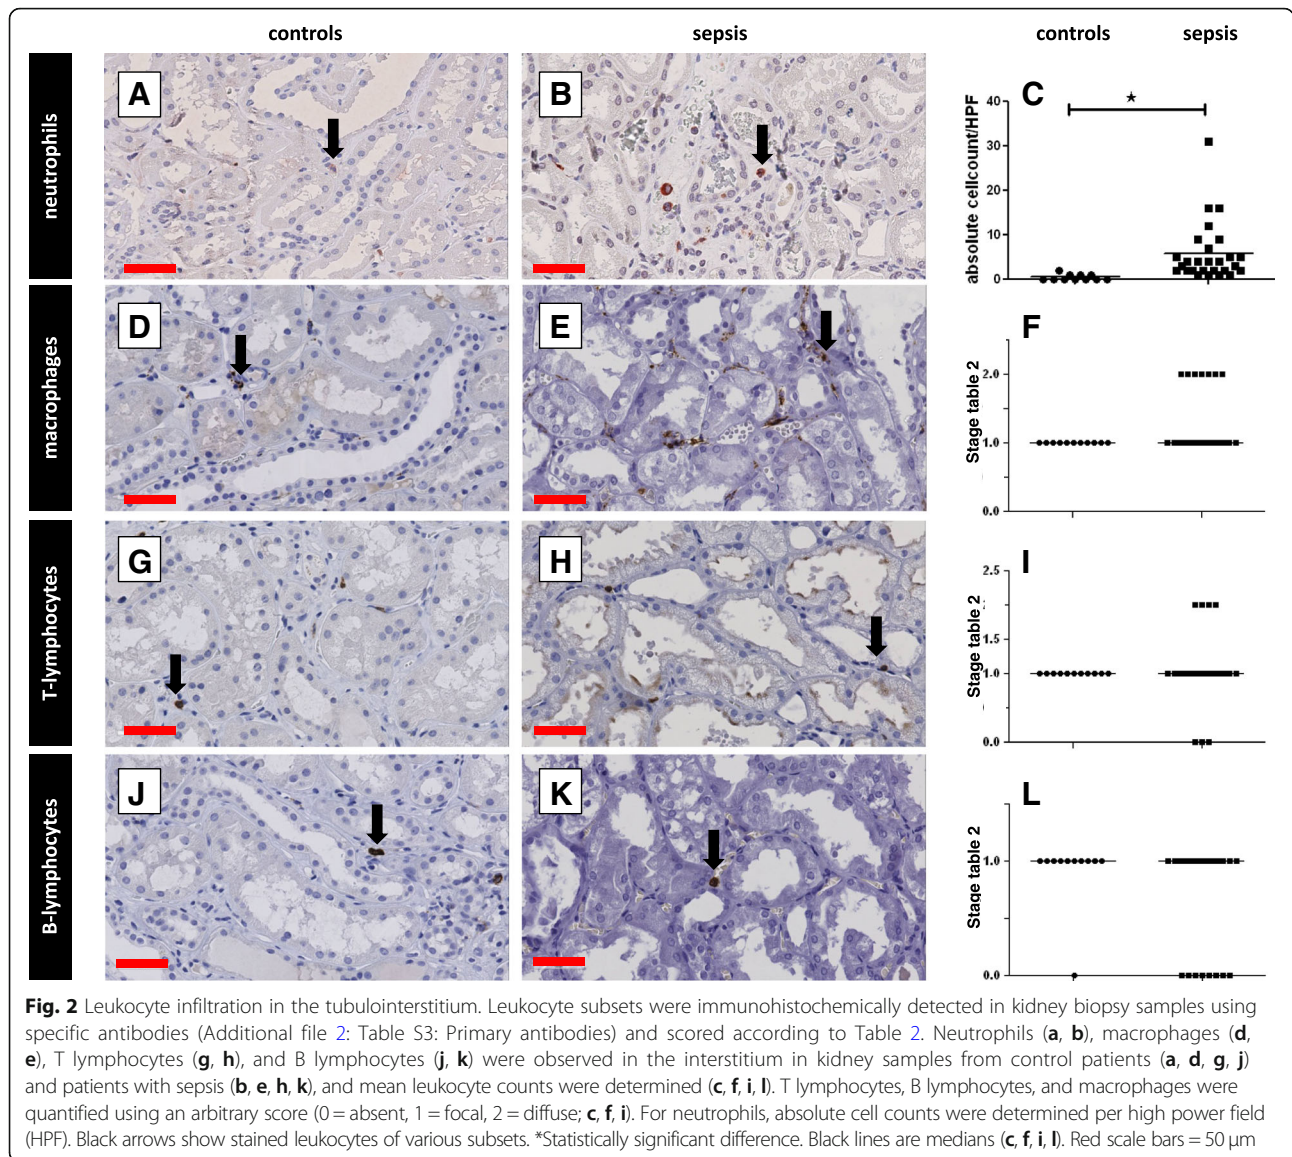 controls sepsis controls sepsis
neutrophils
A
B
C
★
absolute cellcount/HPF
40
30
20
10
0
macrophages
D
E
F
Stage table 2
2.0
1.0
0.0
T-lymphocytes
G
H
I
Stage table 2
2.5
2.0
1.5
1.0
0.0
B-lymphocytes
J
K
L
Stage table 2
1.0
0.0
Fig. 2 Leukocyte infiltration in the tubulointerstitium. Leukocyte subsets were immunohistochemically detected in kidney biopsy samples using
specific antibodies (Additional file 2: Table S3: Primary antibodies) and scored according to Table 2. Neutrophils (a, b), macrophages (d,
e), T lymphocytes (g, h), and B lymphocytes (j, k) were observed in the interstitium in kidney samples from control patients (a, d, g, j)
and patients with sepsis (b, e, h, k), and mean leukocyte counts were determined (c, f, i, l). T lymphocytes, B lymphocytes, and macrophages were
quantified using an arbitrary score (0 = absent, 1 = focal, 2 = diffuse; c, f, i). For neutrophils, absolute cell counts were determined per high power field
(HPF). Black arrows show stained leukocytes of various subsets. *Statistically significant difference. Black lines are medians (c, f, i, l). Red scale bars = 50 μm